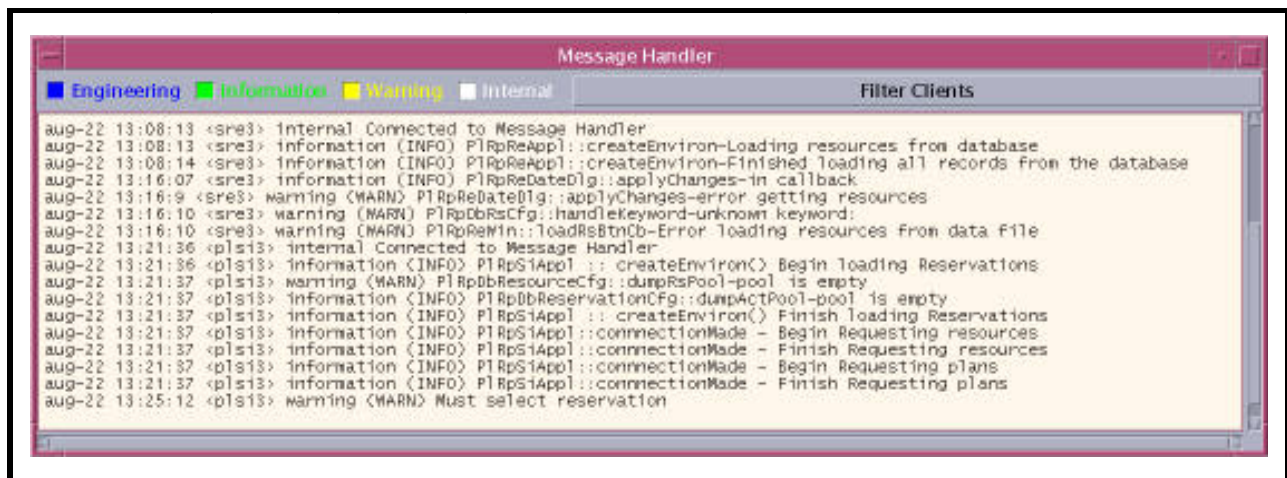 Message Handler
Engineering Information Warning Internal Filter Clients
aug-22 13:08:13 <sre3> internal Connected to Message Handler
aug-22 13:08:13 <sre3> information (INFO) PlRpReAppl::createEnviron-Loading resources from database
aug-22 13:08:14 <sre3> information (INFO) PlRpReAppl::createEnviron-Finished loading all records from the database
aug-22 13:16:07 <sre3> information (INFO) PlRpReDateDlg::applyChanges-in callback
aug-22 13:16:9 <sre3> warning (WARN) PlRpReDateDlg::applyChanges-error getting resources
aug-22 13:16:10 <sre3> warning (WARN) PlRpDbRsCfg::handleKeyword-unknown keyword:
aug-22 13:16:10 <sre3> warning (WARN) PlRpReWin::loadRsBtnCb-Error loading resources from data file
aug-22 13:21:36 <plsi3> internal Connected to Message Handler
aug-22 13:21:36 <plsi3> information (INFO) PlRpSiAppl :: createEnviron() Begin loading Reservations
aug-22 13:21:37 <plsi3> warning (WARN) PlRpDbResourceCfg::dumpRsPool-pool is empty
aug-22 13:21:37 <plsi3> information (INFO) PlRpDbReservationCfg::dumpActPool-pool is empty
aug-22 13:21:37 <plsi3> information (INFO) PlRpSiAppl :: createEnviron() Finish loading Reservations
aug-22 13:21:37 <plsi3> information (INFO) PlRpSiAppl::connnectionMade - Begin Requesting resources
aug-22 13:21:37 <plsi3> information (INFO) PlRpSiAppl::connnectionMade - Finish Requesting resources
aug-22 13:21:37 <plsi3> information (INFO) PlRpSiAppl::connnectionMade - Begin Requesting plans
aug-22 13:21:37 <plsi3> information (INFO) PlRpSiAppl::connnectionMade - Finish Requesting plans
aug-22 13:25:12 <plsi3> warning (WARN) Must select reservation